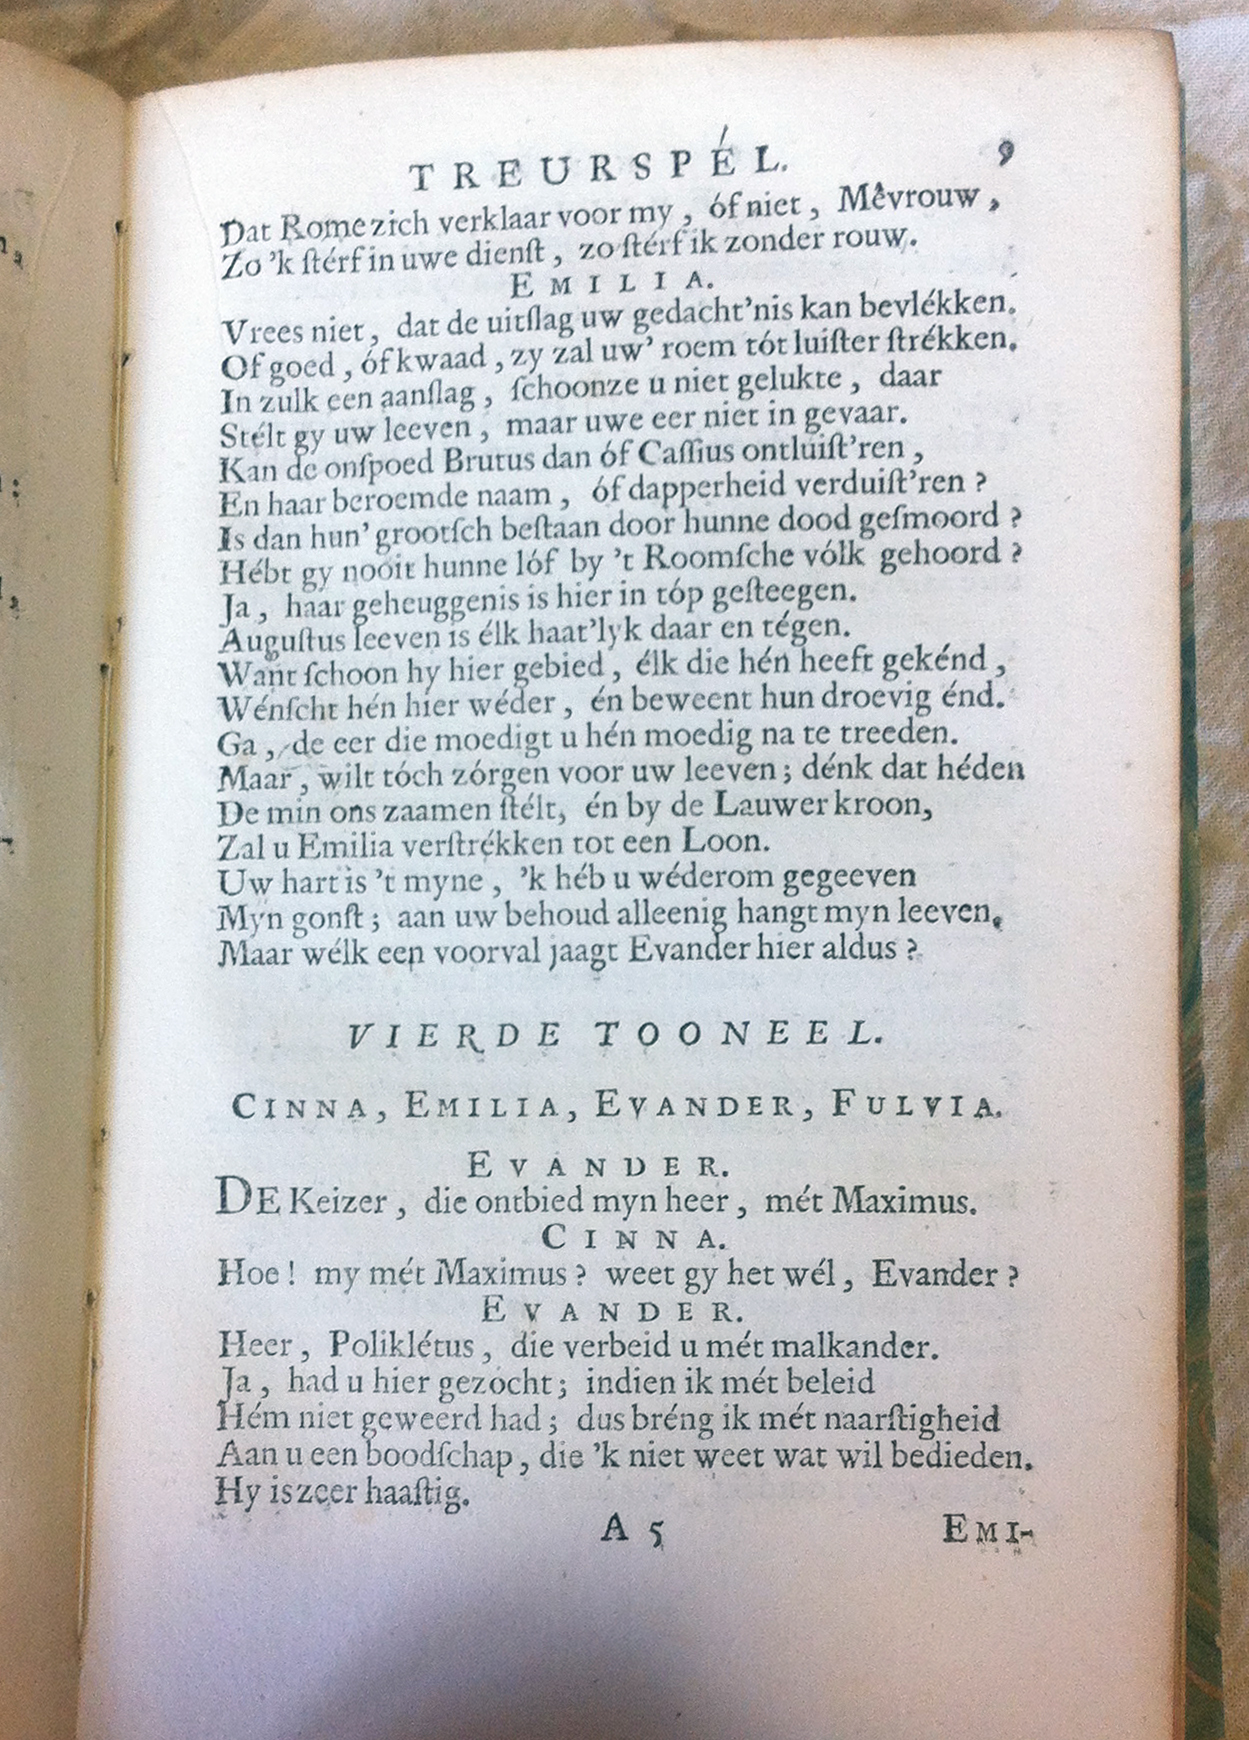 TREURSPÉL. 9
Dat Rome zich verklaar voor my, óf niet, Mêvrouw,
Zo 'k ſtérf in uwe dienſt, zo ſtérf ik zonder rouw.
EMILIA.
Vrees niet, dat de uitſlag uw gedacht'nis kan bevlékken.
Of goed, óf kwaad, zy zal uw' roem tót luiſter ſtrékken.
In zulk een aanſlag, ſchoonze u niet gelukte, daar
Stélt gy uw leeven, maar uwe eer niet in gevaar.
Kan de onſpoed Brutus dan óf Caſſius ontluiſt'ren,
En haar beroemde naam, óf dapperheid verduiſt'ren?
Is dan hun' grootſch beſtaan door hunne dood geſmoord?
Hébt gy nooit hunne lóf by 't Roomſche vólk gehoord?
Ja, haar geheuggenis is hier in tóp geſteegen.
Auguſtus leeven is élk haat'lyk daar en tégen.
Want ſchoon hy hier gebied, élk die hén heeft gekénd,
Wénſcht hén hier wéder, én beweent hun droevig énd.
Ga, de eer die moedigt u hén moedig na te treeden.
Maar, wilt tóch zórgen voor uw leeven; dénk dat héden
De min ons zaamen ſtélt, én by de Lauwer kroon,
Zal u Emilia verſtrékken tot een Loon.
Uw hart is 't myne, 'k héb u wéderom gegeeven
Myn gonſt; aan uw behoud alleenig hangt myn leeven.
Maar wélk een voorval jaagt Evander hier aldus?
VIERDE TOONEEL.
CINNA, EMILIA, EVANDER, FULVIA.
EVANDER.
DE Keizer, die ontbied myn heer, mét Maximus.
CINNA.
Hoe! my mét Maximus? weet gy het wél, Evander?
EVANDER.
Heer, Poliklétus, die verbeid u mét malkander.
Ja, had u hier gezocht; indien ik mét beleid
Hém niet geweerd had; dus bréng ik mét naarſtigheid
Aan u een boodſchap, die 'k niet weet wat wil bedieden.
Hy is zeer haaſtig.
A 5 EMI-